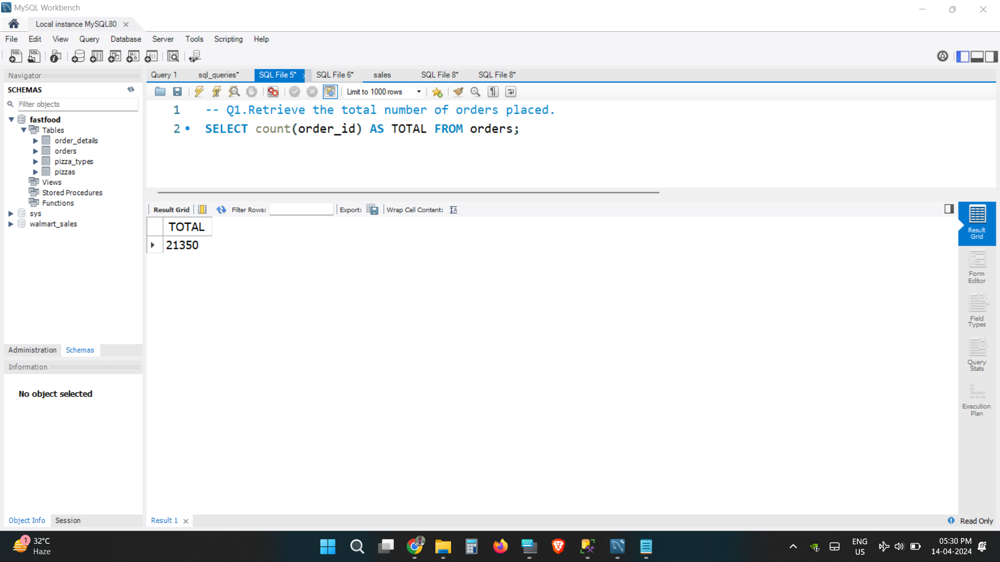 MySQL Workbench
Local instance MySQL80
File Edit View Query Database Server Tools Scripting Help
Navigator
SCHEMAS
Filter objects
fastfood
Tables
order_details
orders
pizza_types
pizzas
Views
Stored Procedures
Functions
sys
walmart_sales
Administration Schemas
Information
No object selected
Object Info Session
Query 1 sql_queries* SQL File 5* SQL File 6* sales SQL File 8* SQL File 8*
Limit to 1000 rows
1 -- Q1.Retrieve the total number of orders placed.
2 SELECT count(order_id) AS TOTAL FROM orders;
Result Grid Filter Rows: Export: Wrap Cell Content:
TOTAL
21350
Result Grid
Form Editor
Field Types
Query Stats
Execution Plan
Result 1
Read Only
1
32°C
Haze
ENG
US
05:30 PM
14-04-2024